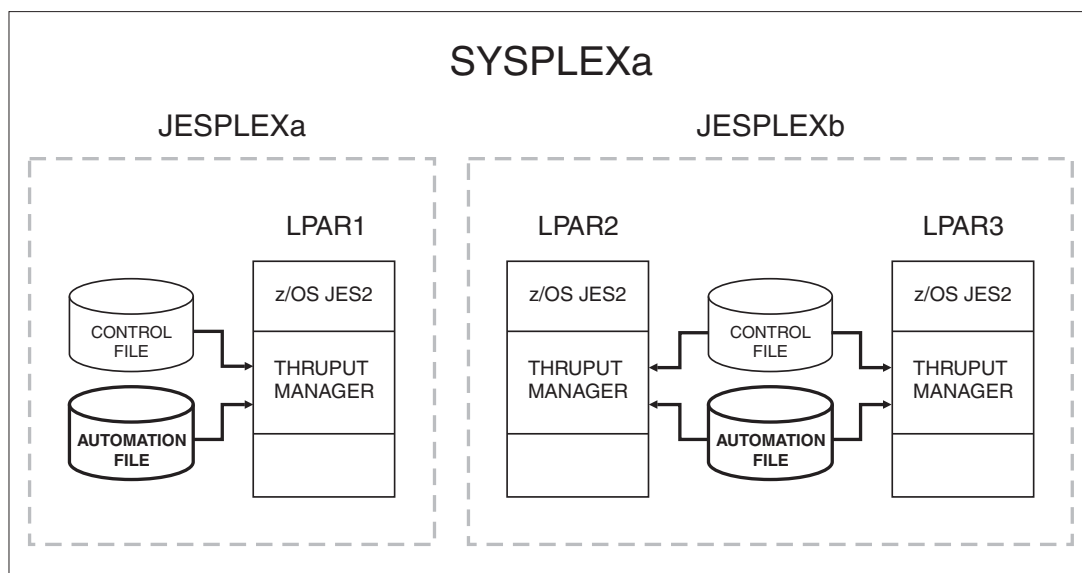 SYSPLEXa
JESPLEXa
LPAR1
z/OS JES2
CONTROL
FILE
THRUPUT
MANAGER
AUTOMATION
FILE
JESPLEXb
LPAR2
z/OS JES2
THRUPUT
MANAGER
CONTROL
FILE
AUTOMATION
FILE
LPAR3
z/OS JES2
THRUPUT
MANAGER